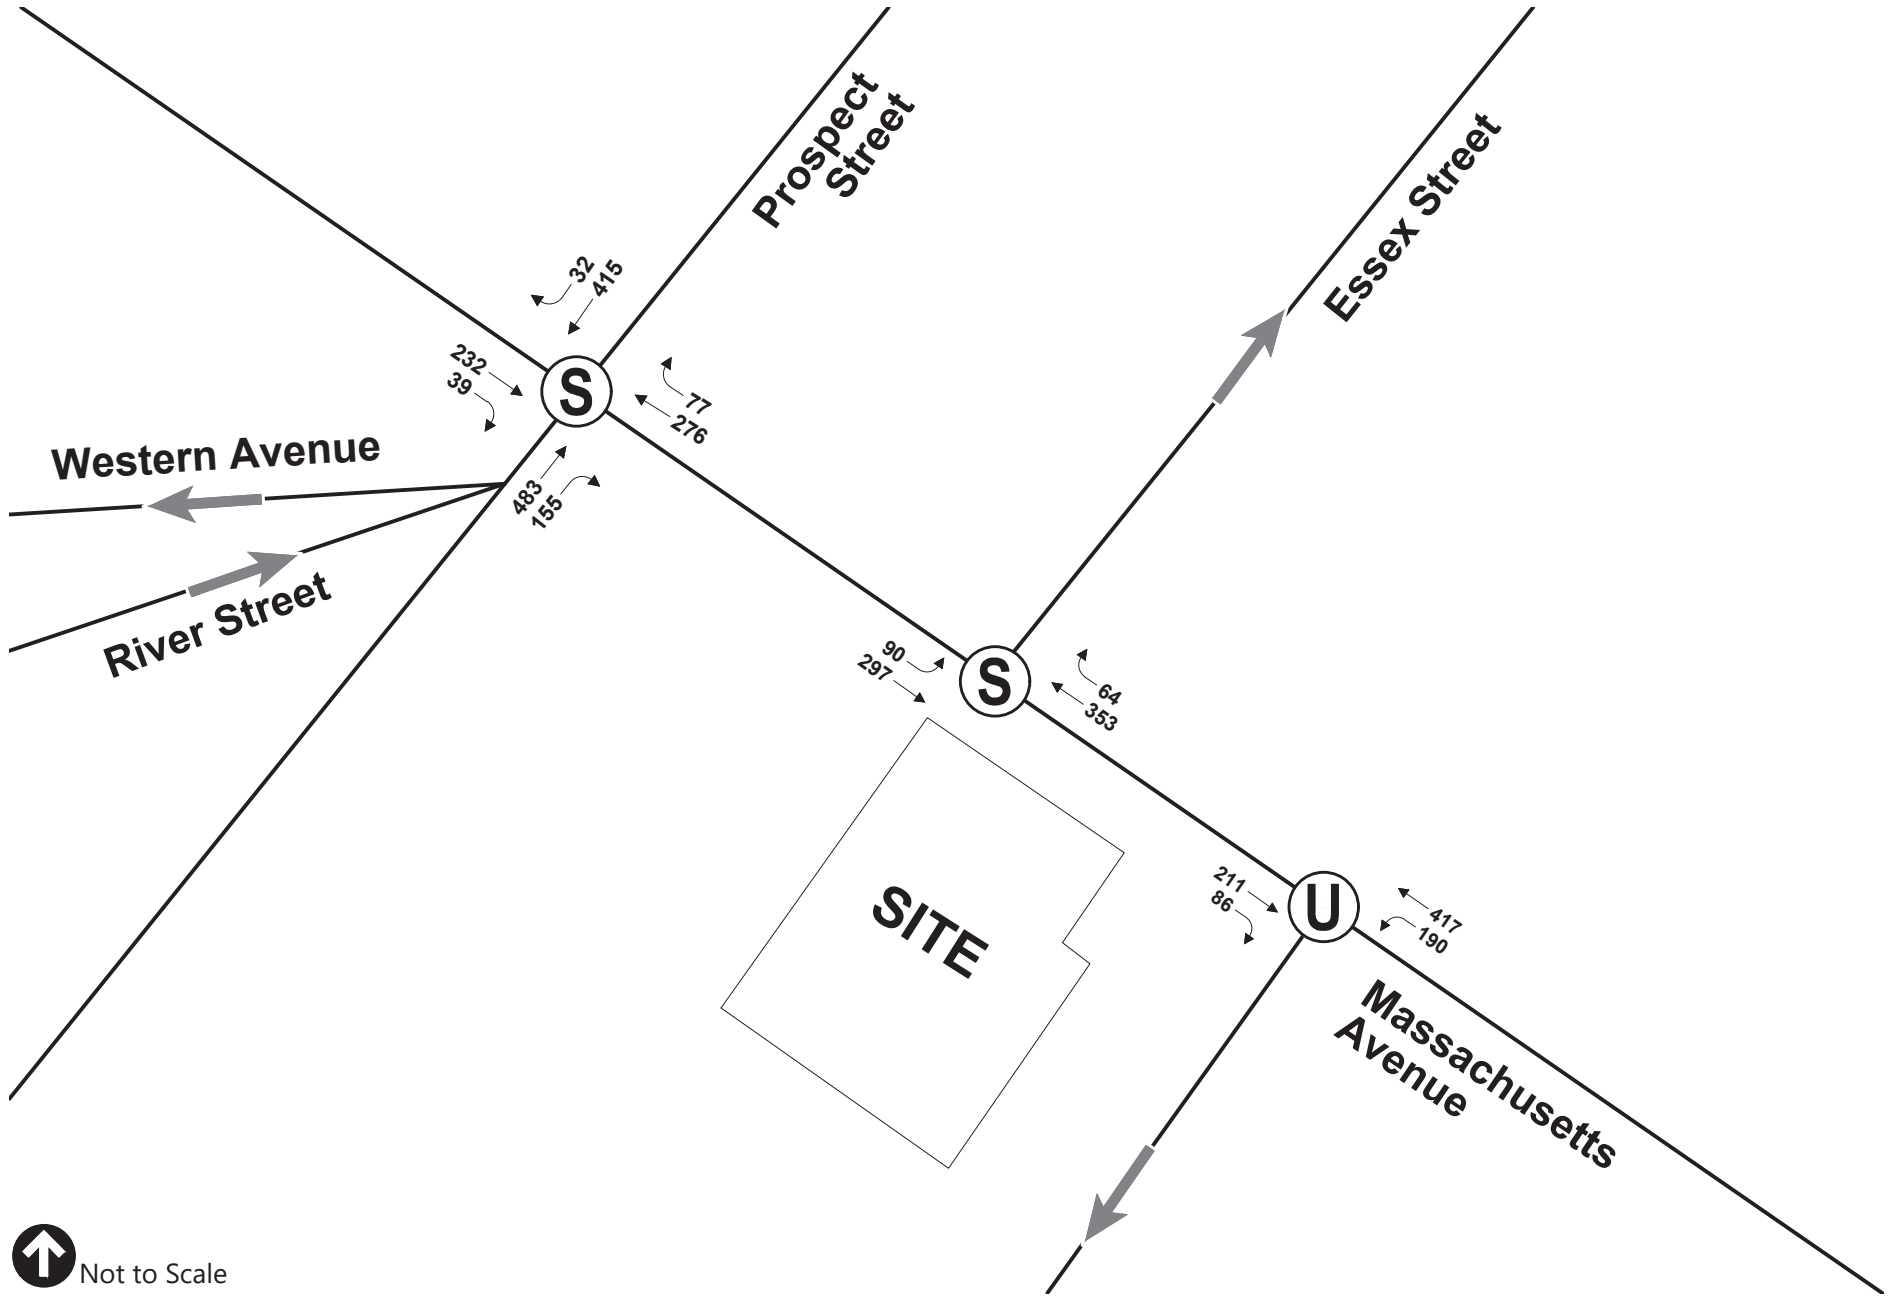 Prospect
Street
Essex Street
32
415
232
39
S
77
276
Western Avenue
483
155
River Street
90
297
S
64
353
211
86
U
417
190
SITE
Massachusetts
Avenue
Not to Scale